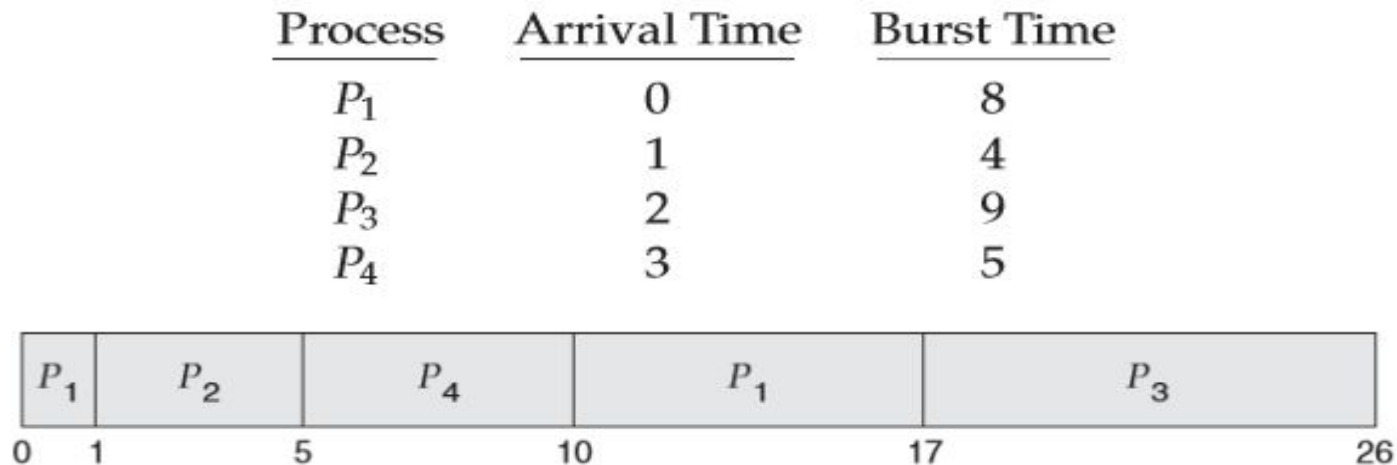 Process Arrival Time Burst Time
P1 0 8
P2 1 4
P3 2 9
P4 3 5
P1 P2 P4 P1 P3
0 1 5 10 17 26